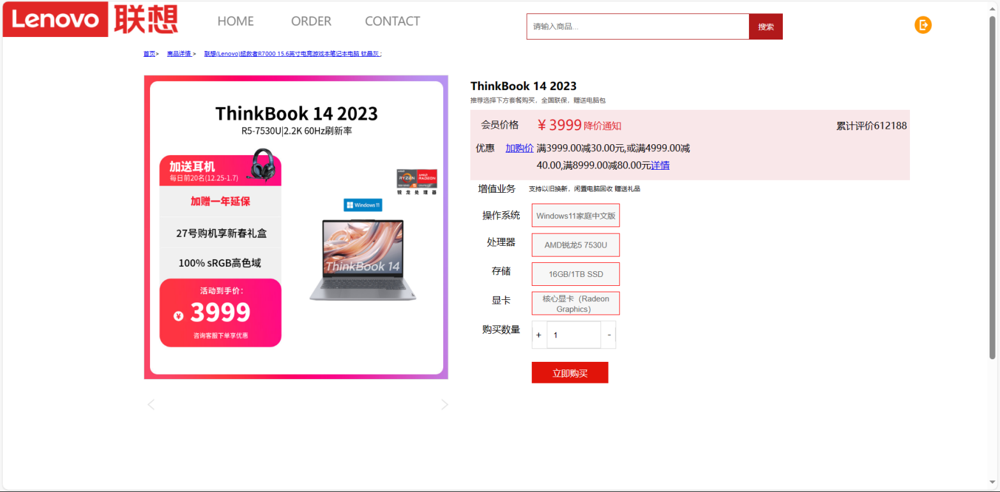 Lenovo 联想
HOME ORDER CONTACT
请输入商品...
搜索
首页> 商品详情 > 联想(Lenovo)拯救者R7000 15.6英寸电竞游戏本笔记本电脑 钛晶灰 ;
ThinkBook 14 2023
R5-7530U|2.2K 60Hz刷新率
加送耳机
每日前20名(12.25-1.7)
加赠一年延保
27号购机享新春礼盒
100% sRGB高色域
活动到手价：
¥ 3999
咨询客服下单享优惠
AMD
RYZEN
AMD
RADEON
GRAPHICS
锐龙处理器
Windows 11
ThinkBook 14
ThinkBook 14 2023
推荐选择下方套餐购买，全国联保，赠送电脑包
会员价格 ￥3999 降价通知 累计评价612188
优惠 加购价 满3999.00减30.00元,或满4999.00减
40.00,满8999.00减80.00元详情
增值业务 支持以旧换新，闲置电脑回收 赠送礼品
操作系统 Windows11家庭中文版
处理器 AMD锐龙5 7530U
存储 16GB/1TB SSD
显卡 核心显卡（Radeon
Graphics）
购买数量 + 1 -
立即购买